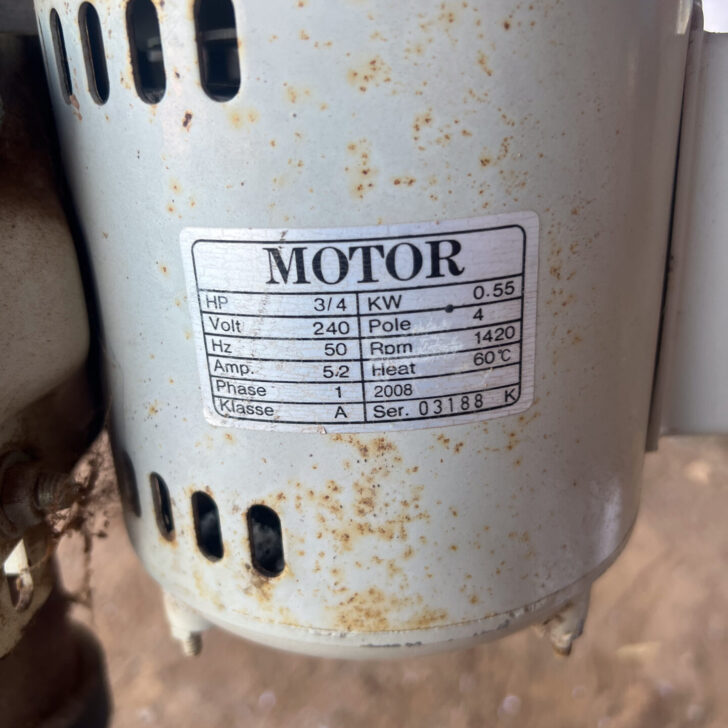 MOTOR
HP 3/4 KW 0.55
Volt 240 Pole 4
Hz 50 Rpm 1420
Amp. 5.2 Heat 60°C
Phase 1 2008
Klasse A Ser. 03188 K